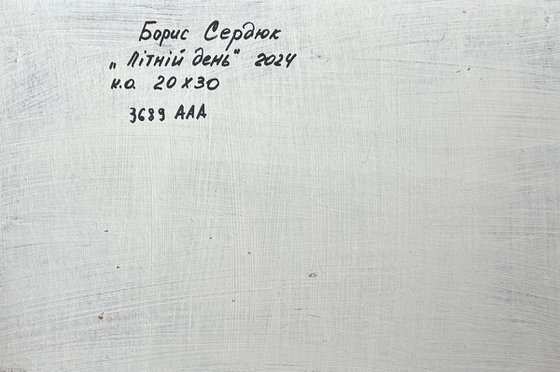 Борис Сердюк
„Літній день" 2024
к.о. 20х30
3689 ААА